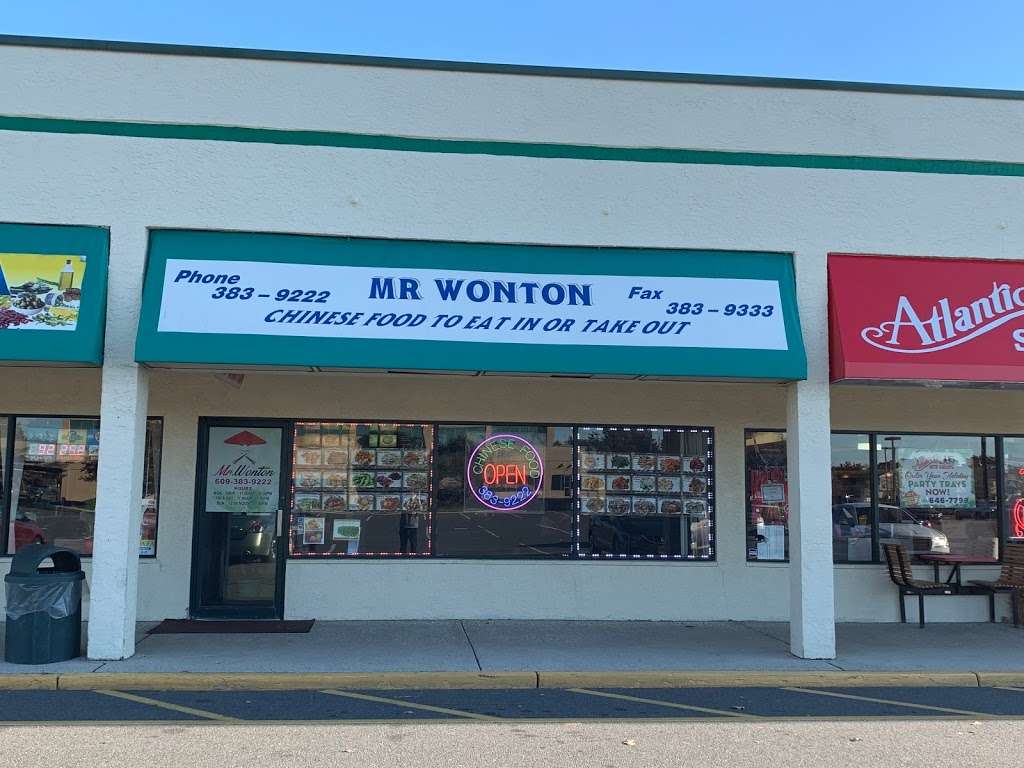 Phone
383 – 9222
MR WONTON
Fax
383 – 9333
CHINESE FOOD TO EAT IN OR TAKE OUT
Atlantic
Mr. Wonton
609-383-9222
HOURS
CHINESE FOOD
OPEN
383-9222
PARTY TRAYS
NOW!